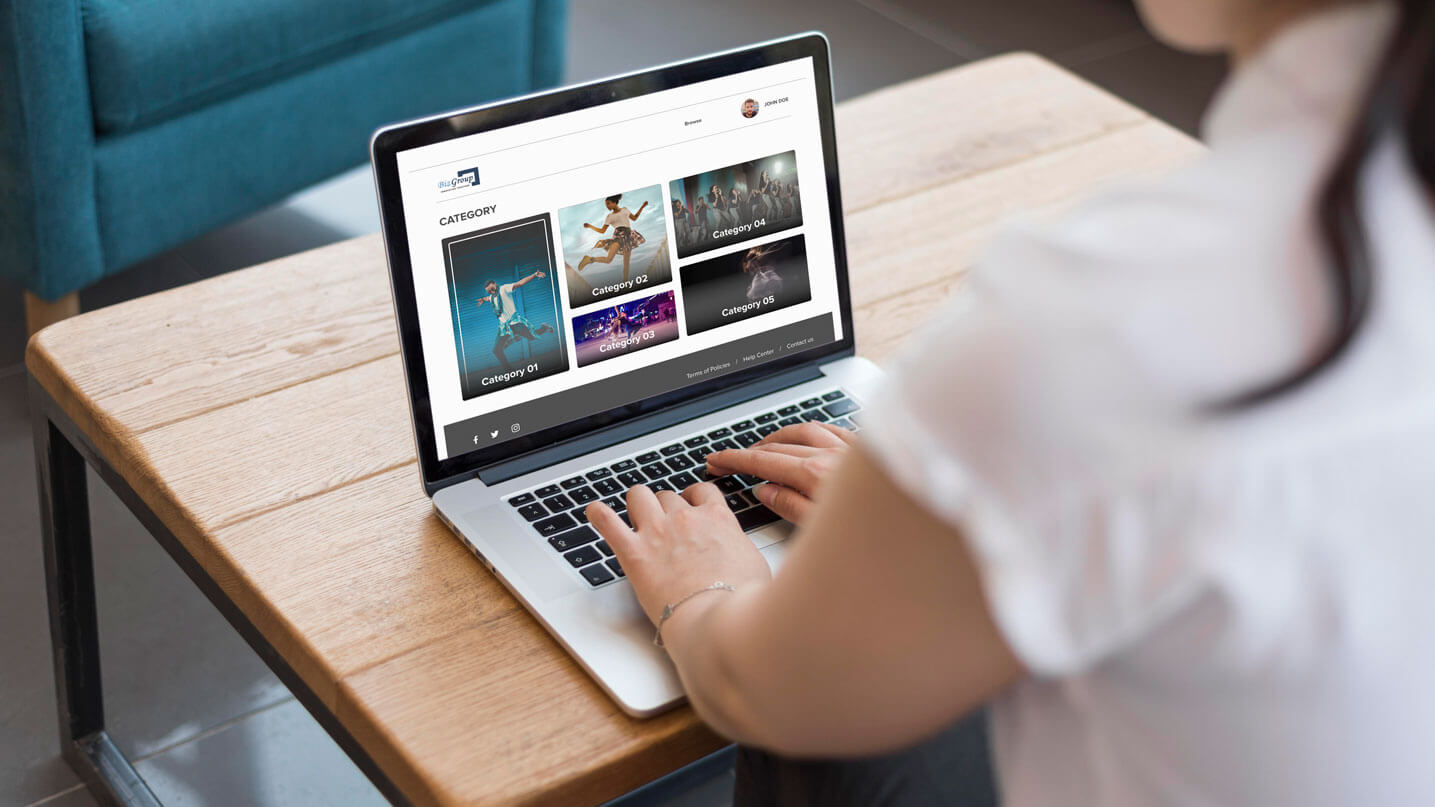 Browse
JOHN DOE
BizGroup
CATEGORY
Category 01
Category 02
Category 03
Category 04
Category 05
Terms of Policies / Help Center / Contact us